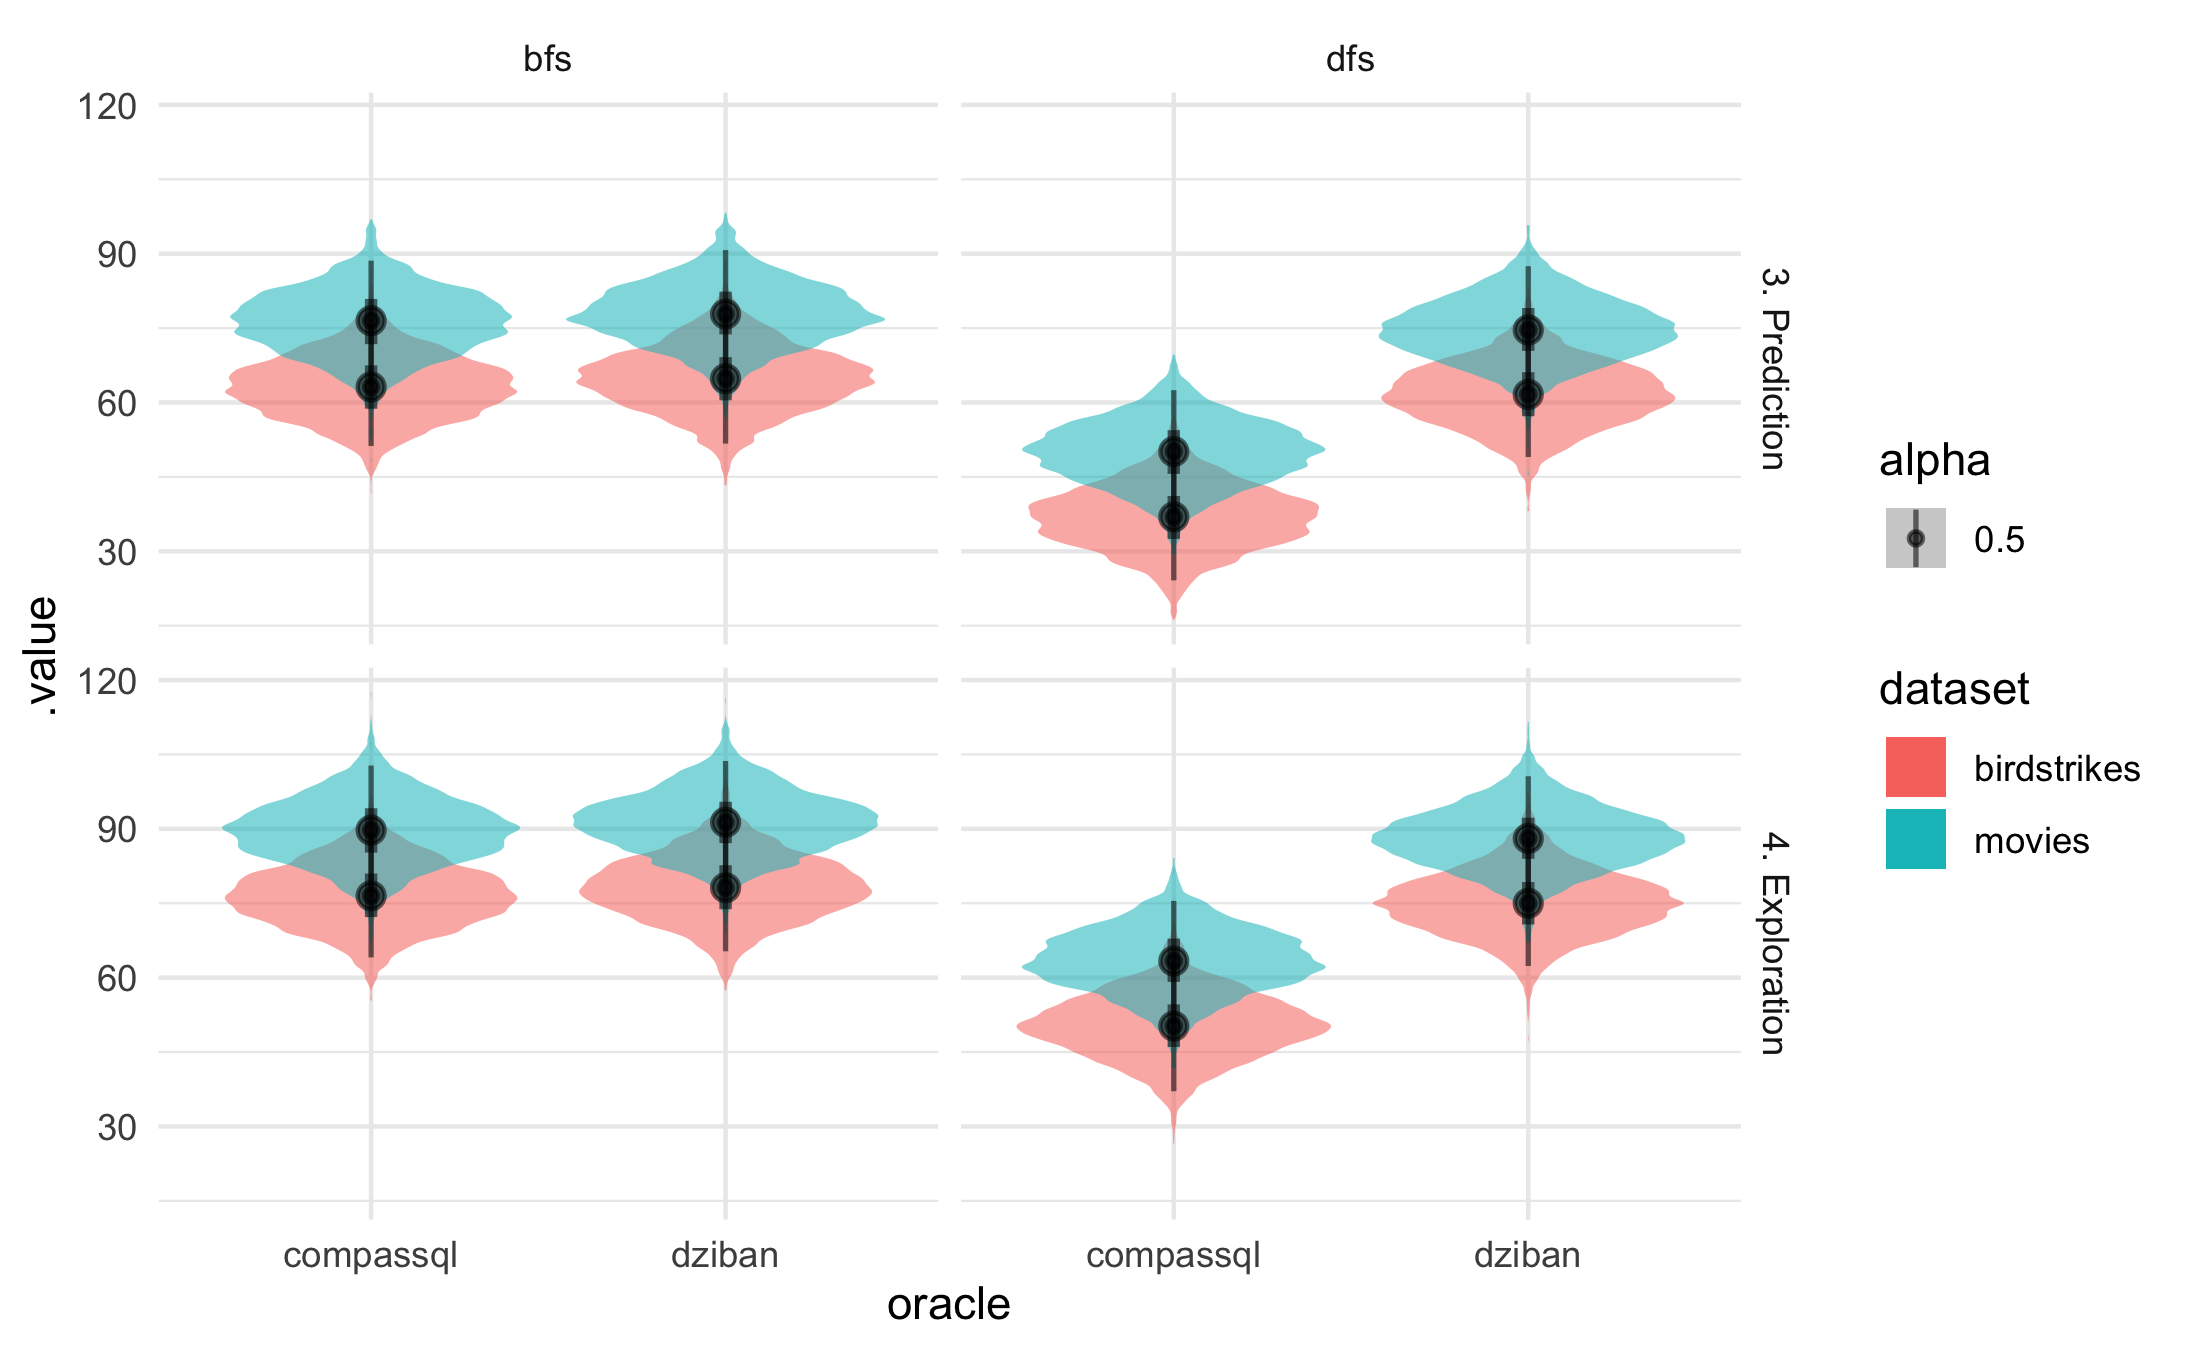 bfs
dfs
120
90
60
30
3. Prediction
120
90
60
30
4. Exploration
.value
compassql
dziban
compassql
dziban
oracle
alpha
0.5
dataset
birdstrikes
movies